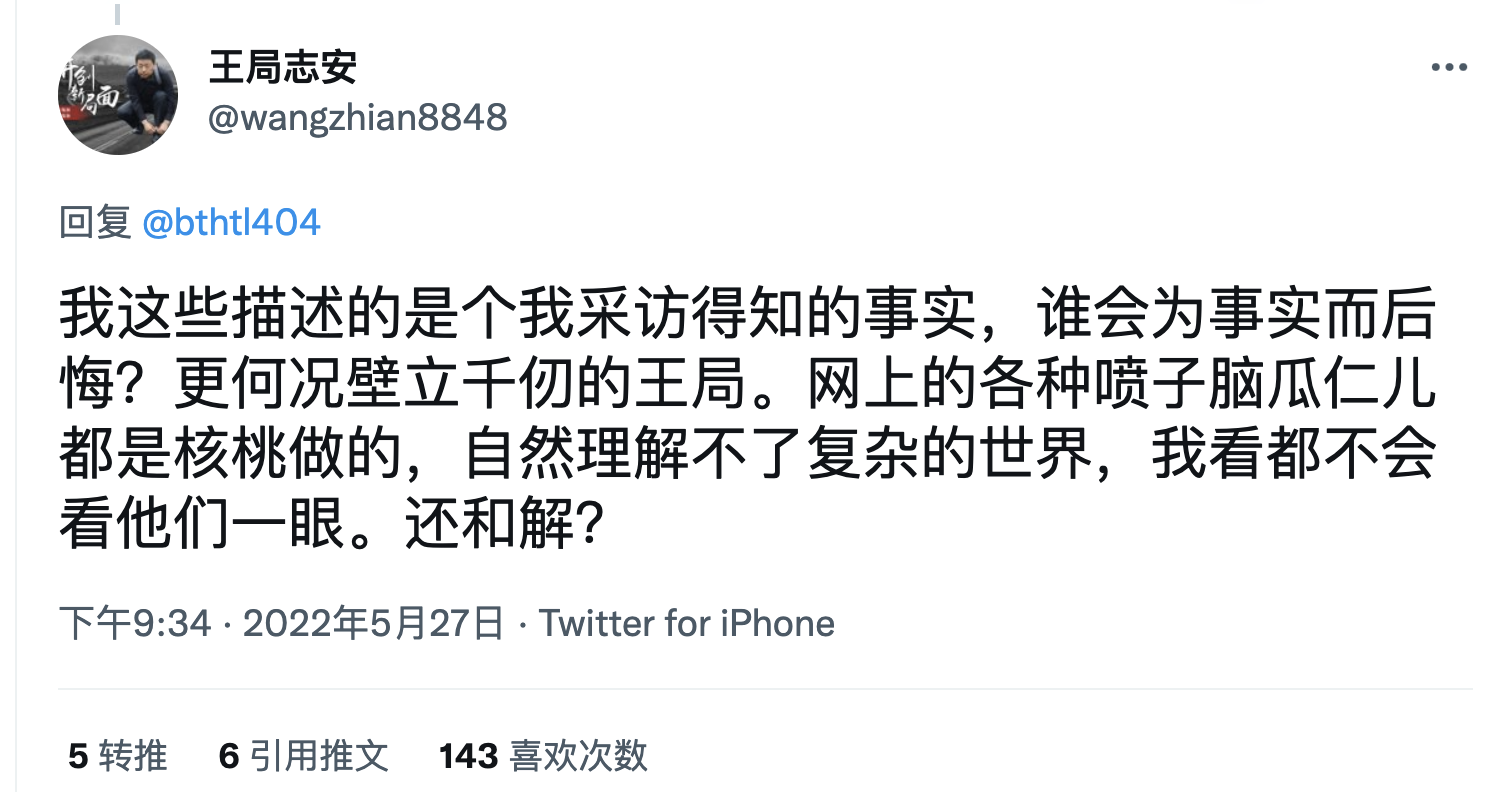 开创
新局面
王局志安
@wangzhian8848
回复 @bthtl404
我这些描述的是个我采访得知的事实，谁会为事实而后
悔？更何况壁立千仞的王局。网上的各种喷子脑瓜仁儿
都是核桃做的，自然理解不了复杂的世界，我看都不会
看他们一眼。还和解？
下午9:34 · 2022年5月27日 · Twitter for iPhone
5 转推 6 引用推文 143 喜欢次数